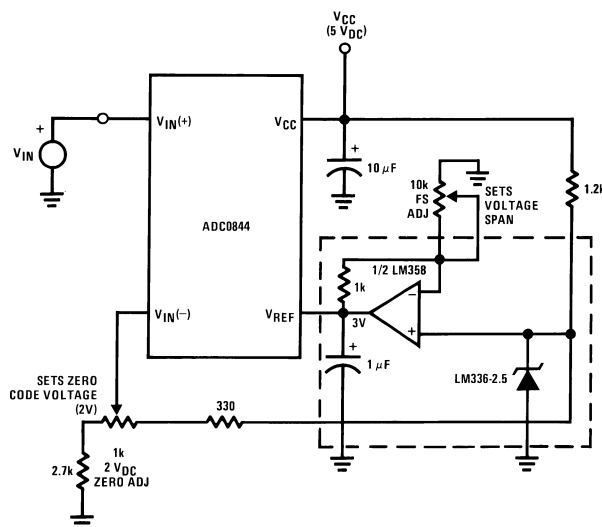 VCC
(5 VDC)
VIN(+)
VCC
+
VIN
+
10 μF
10k
FS
ADJ
SETS
VOLTAGE
SPAN
1.2k
ADC0844
1/2 LM358
1k
−
VIN(−)
VREF
3V
+
+
1 μF
LM336-2.5
SETS ZERO
CODE VOLTAGE
(2V)
330
1k
2 VDC
ZERO ADJ
2.7k